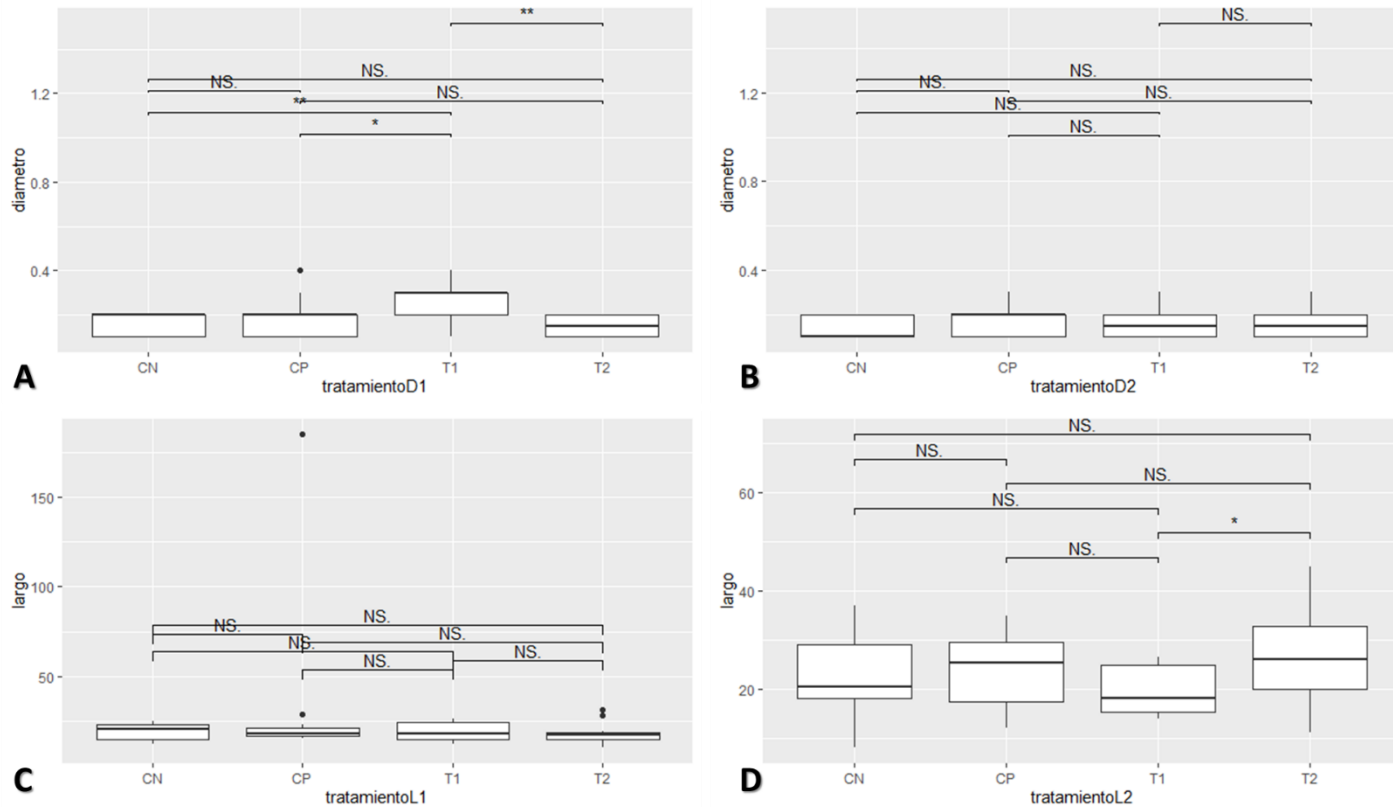 **
NS.
NS.
NS.
**
*
1.2
0.8
0.4
diametro
CN CP T1 T2
tratamientoD1
A
NS.
NS.
NS.
NS.
NS.
NS.
1.2
0.8
0.4
diametro
CN CP T1 T2
tratamientoD2
B
150
100
50
largo
NS.
NS.
NS.
NS.
NS.
NS.
CN CP T1 T2
tratamientoL1
C
NS.
NS.
NS.
NS.
*
NS.
60
40
20
largo
CN CP T1 T2
tratamientoL2
D